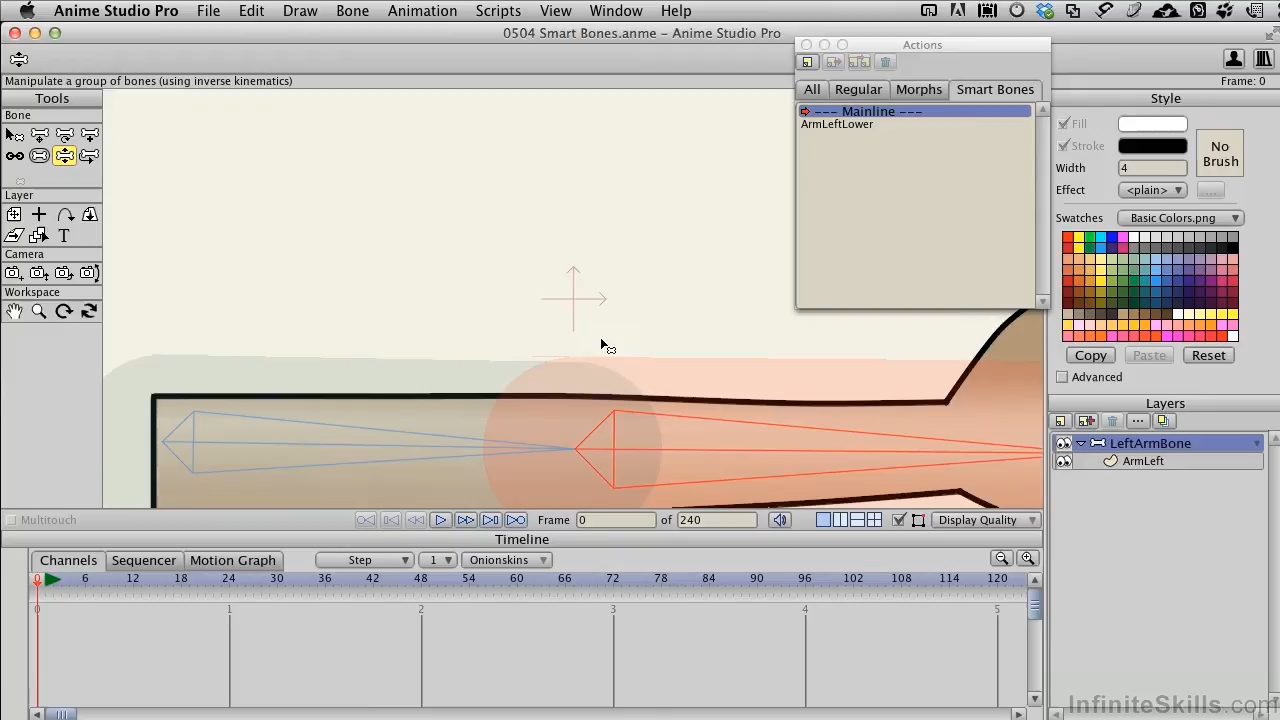 Anime Studio Pro File Edit Draw Bone Animation Scripts View Window Help
0504 Smart Bones.anme - Anime Studio Pro
Actions
Manipulate a group of bones (using inverse kinematics)
Frame: 0
Tools
All Regular Morphs Smart Bones
Style
Bone
--- Mainline ---
ArmLeftLower
Fill
Stroke
No Brush
Width 4
Effect <plain> ...
Layer
Swatches Basic Colors.png
T
Camera
Workspace
Copy Paste Reset
Advanced
Layers
LeftArmBone
ArmLeft
Multitouch
Frame 0 of 240
Display Quality
Timeline
Channels Sequencer Motion Graph Step 1 Onionskins
0 6 12 18 24 30 36 42 48 54 60 66 72 78 84 90 96 102 108 114 120
0 1 2 3 4 5
InfiniteSkills.com